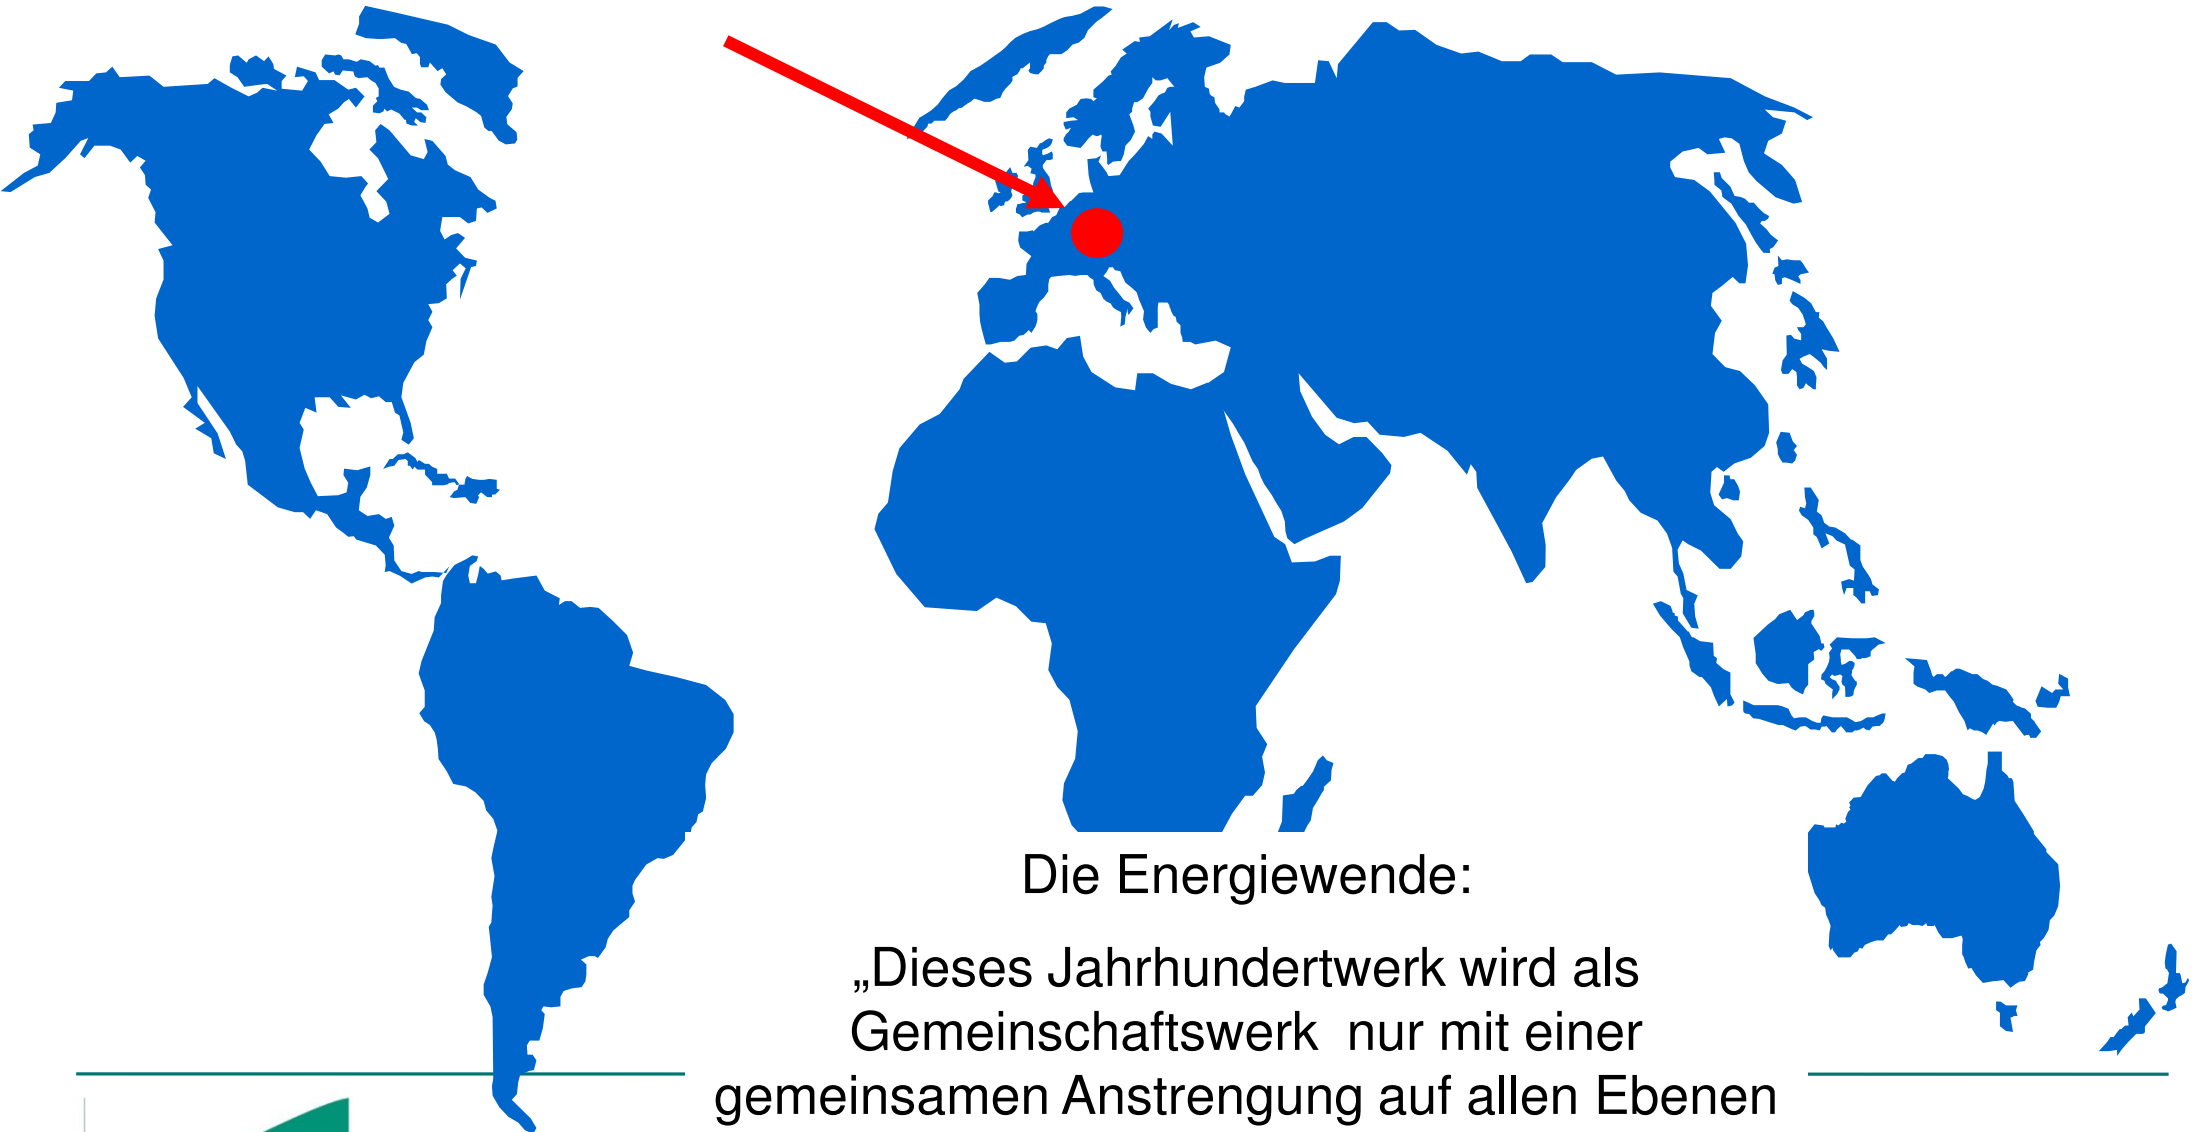 Die Energiewende:
„Dieses Jahrhundertwerk wird als
Gemeinschaftswerk  nur mit einer
gemeinsamen Anstrengung auf allen Ebenen